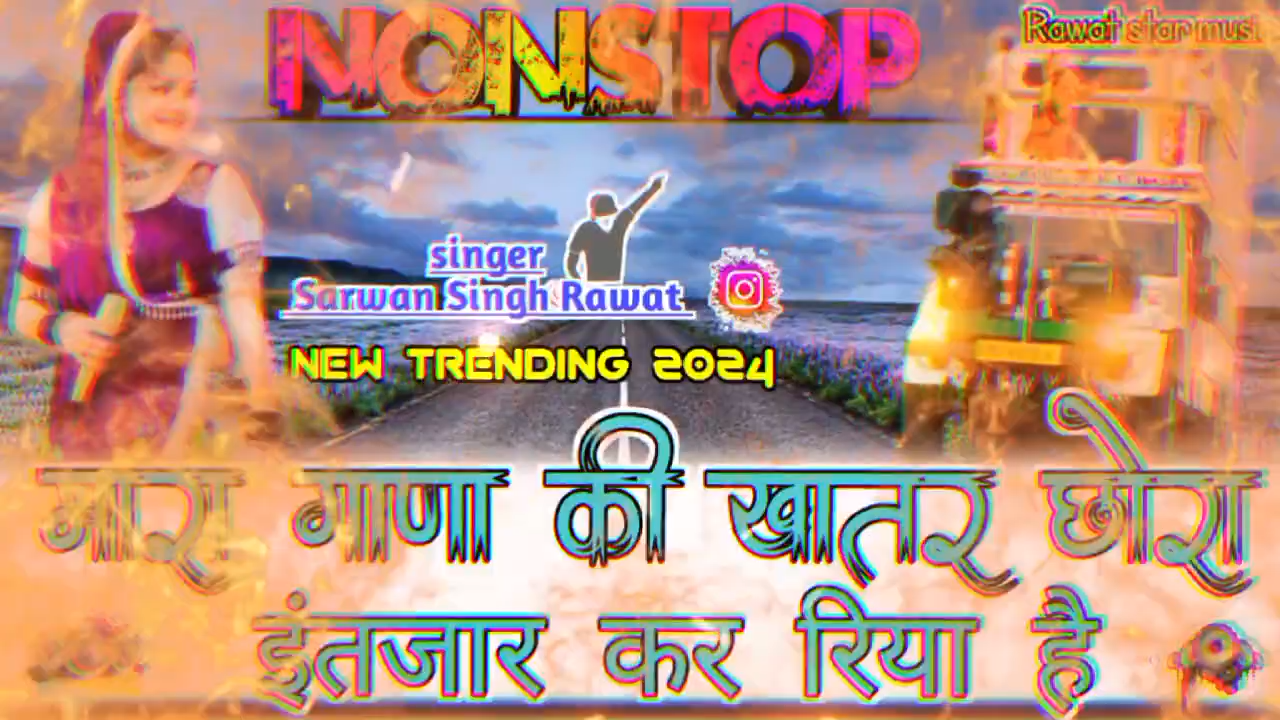 NONSTOP
Rawat star musi
singer
Sarwan Singh Rawat
NEW TRENDING 2024
मारा गाणा की खातर छोरा
इंतजार कर रिया है